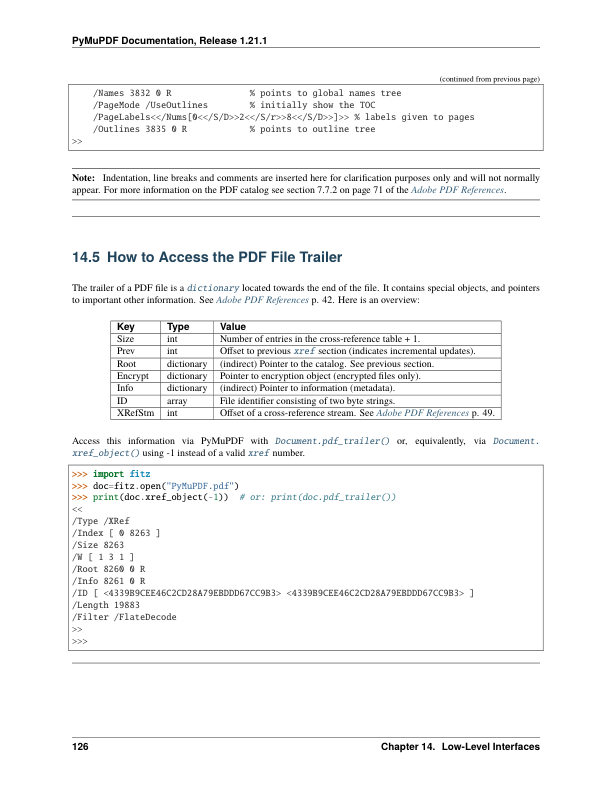 PyMuPDF Documentation, Release 1.21.1
(continued from previous page)
/Names 3832 0 R % points to global names tree
/PageMode /UseOutlines % initially show the TOC
/PageLabels<</Nums[0<</S/D>>2<</S/r>>8<</S/D>>]>> % labels given to pages
/Outlines 3835 0 R % points to outline tree
>>
Note: Indentation, line breaks and comments are inserted here for clarification purposes only and will not normally
appear. For more information on the PDF catalog see section 7.7.2 on page 71 of the Adobe PDF References.
14.5 How to Access the PDF File Trailer
The trailer of a PDF file is a dictionary located towards the end of the file. It contains special objects, and pointers
to important other information. See Adobe PDF References p. 42. Here is an overview:
Key Type Value
Size int Number of entries in the cross-reference table + 1.
Prev int Offset to previous xref section (indicates incremental updates).
Root dictionary (indirect) Pointer to the catalog. See previous section.
Encrypt dictionary Pointer to encryption object (encrypted files only).
Info dictionary (indirect) Pointer to information (metadata).
ID array File identifier consisting of two byte strings.
XRefStm int Offset of a cross-reference stream. See Adobe PDF References p. 49.
Access this information via PyMuPDF with Document.pdf_trailer() or, equivalently, via Document.
xref_object() using -1 instead of a valid xref number.
>>> import fitz
>>> doc=fitz.open("PyMuPDF.pdf")
>>> print(doc.xref_object(-1)) # or: print(doc.pdf_trailer())
<<
/Type /XRef
/Index [ 0 8263 ]
/Size 8263
/W [ 1 3 1 ]
/Root 8260 0 R
/Info 8261 0 R
/ID [ <4339B9CEE46C2CD28A79EBDDD67CC9B3> <4339B9CEE46C2CD28A79EBDDD67CC9B3> ]
/Length 19883
/Filter /FlateDecode
>>
>>>
126 Chapter 14. Low-Level Interfaces